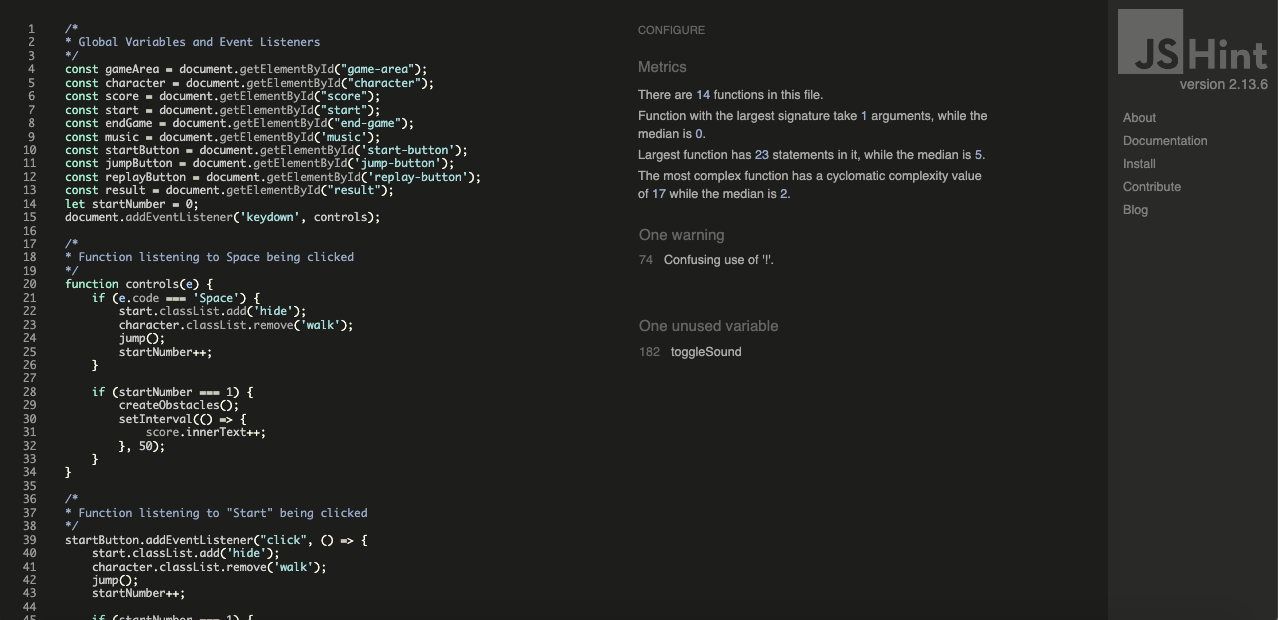 1 /*
2 * Global Variables and Event Listeners
3 */
4 const gameArea = document.getElementById("game-area");
5 const character = document.getElementById("character");
6 const score = document.getElementById("score");
7 const start = document.getElementById("start");
8 const endGame = document.getElementById("end-game");
9 const music = document.getElementById('music');
10 const startButton = document.getElementById('start-button');
11 const jumpButton = document.getElementById('jump-button');
12 const replayButton = document.getElementById('replay-button');
13 const result = document.getElementById("result");
14 let startNumber = 0;
15 document.addEventListener('keydown', controls);
16
17 /*
18 * Function listening to Space being clicked
19 */
20 function controls(e) {
21 if (e.code === 'Space') {
22 start.classList.add('hide');
23 character.classList.remove('walk');
24 jump();
25 startNumber++;
26 }
27
28 if (startNumber === 1) {
29 createObstacles();
30 setInterval(() => {
31 score.innerText++;
32 }, 50);
33 }
34 }
35
36 /*
37 * Function listening to "Start" being clicked
38 */
39 startButton.addEventListener("click", () => {
40 start.classList.add('hide');
41 character.classList.remove('walk');
42 jump();
43 startNumber++;
44
45 if (startNumber === 1) {
CONFIGURE
Metrics
There are 14 functions in this file.
Function with the largest signature take 1 arguments, while the
median is 0.
Largest function has 23 statements in it, while the median is 5.
The most complex function has a cyclomatic complexity value
of 17 while the median is 2.
One warning
74 Confusing use of '!'.
One unused variable
182 toggleSound
JSHint
version 2.13.6
About
Documentation
Install
Contribute
Blog